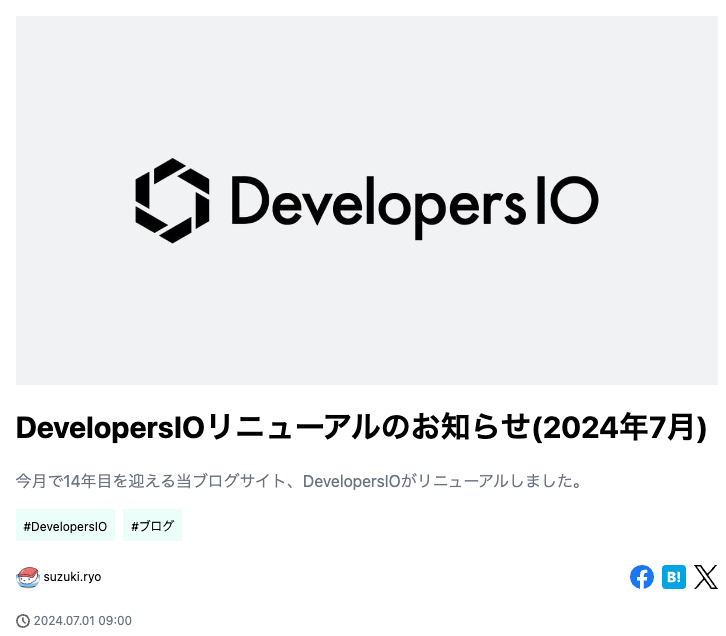 DevelopersIO
DevelopersIOリニューアルのお知らせ(2024年7月)
今月で14年目を迎える当ブログサイト、DevelopersIOがリニューアルしました。
#DevelopersIO #ブログ
suzuki.ryo
B!
2024.07.01 09:00